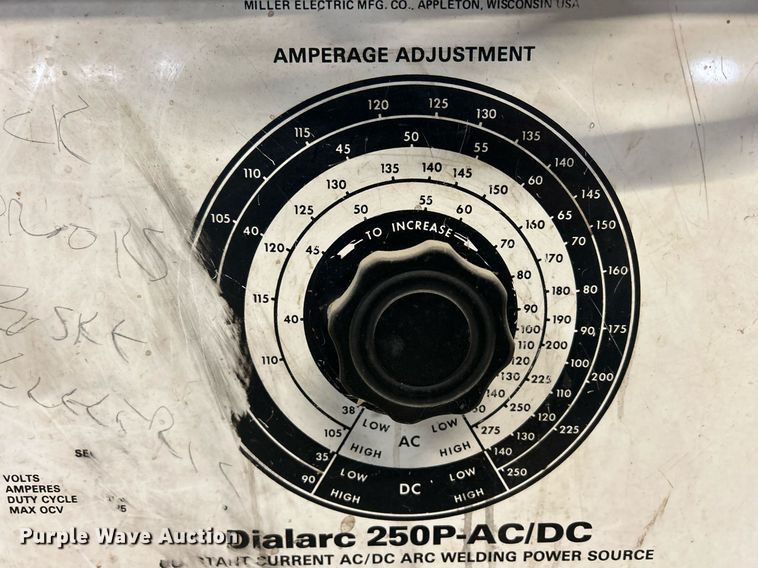 MILLER ELECTRIC MFG. CO., APPLETON, WISCONSIN USA
AMPERAGE ADJUSTMENT
90 105 110 115 120 125 130 135 140 145 160 175 200 225 250
35 40 45 50 55 60 65 70 80 90 100 110 120 130 140
105 110 115 120 125 130 135 140 145 160 170 180 190 200 225 250 275
38 40 45 50 55 60 70 80 90 100 110 120 130 140
TO INCREASE
LOW AC LOW
HIGH HIGH
LOW DC LOW
HIGH HIGH
VOLTS
AMPERES
DUTY CYCLE
MAX OCV
Purple Wave Auction
Dialarc 250P-AC/DC
CURRENT AC/DC ARC WELDING POWER SOURCE